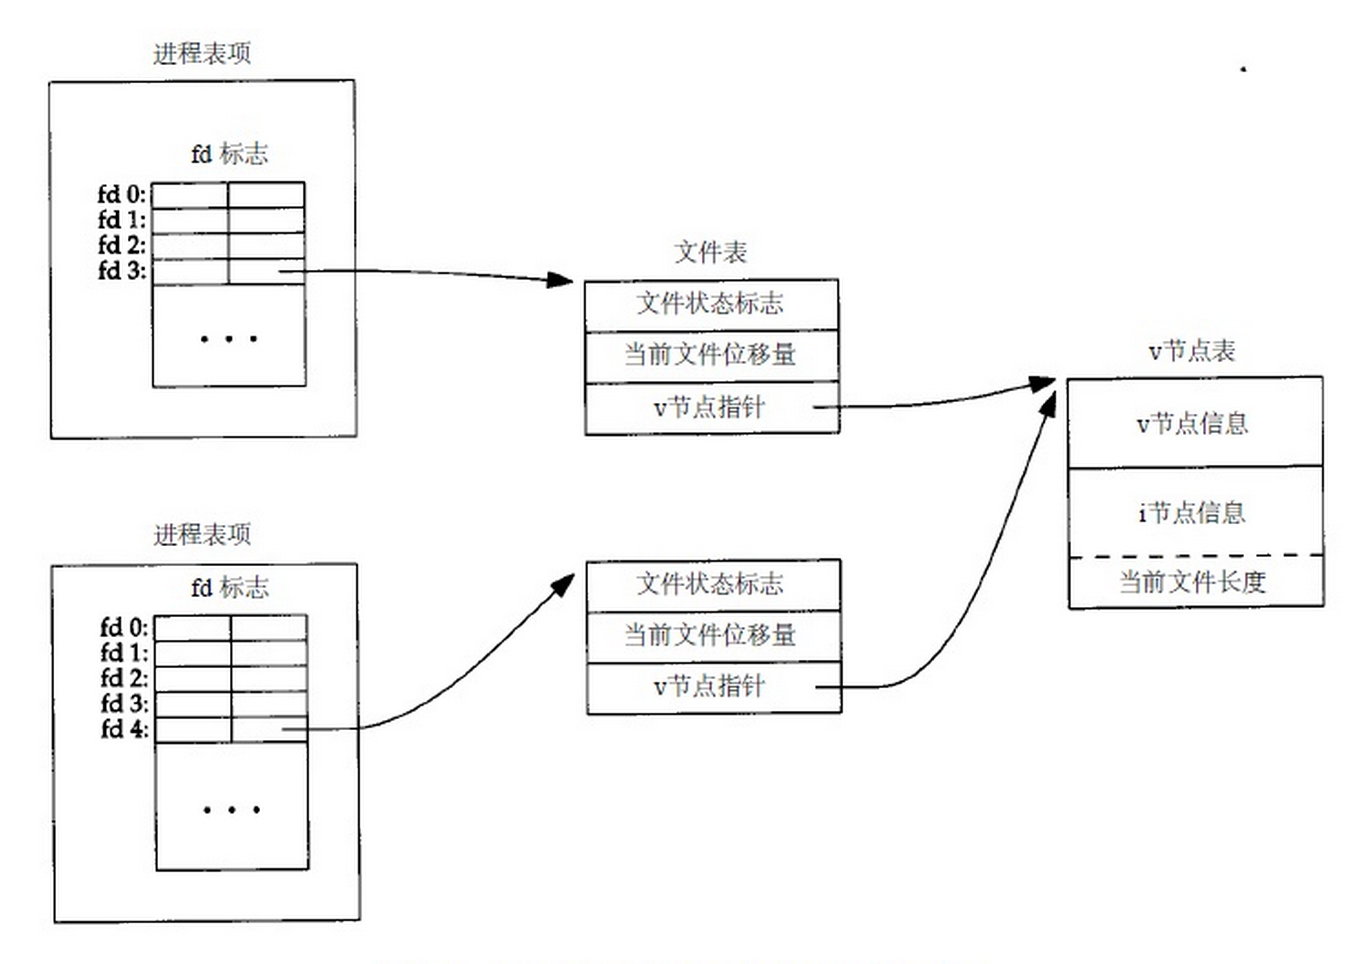 进程表项
fd 标志
fd 0:
fd 1:
fd 2:
fd 3:
文件表
文件状态标志
当前文件位移量
v节点指针
v节点表
v节点信息
i节点信息
当前文件长度
进程表项
fd 标志
fd 0:
fd 1:
fd 2:
fd 3:
fd 4:
文件状态标志
当前文件位移量
v节点指针